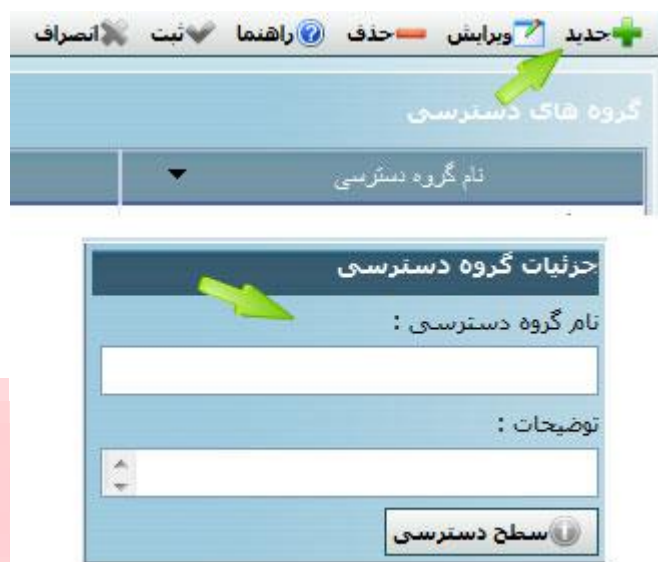 جدید ویرایش حذف راهنما ثبت انصراف
گروه های دسترسی
نام گروه دسترسی
جزئیات گروه دسترسی
نام گروه دسترسی :
توضیحات :
سطح دسترسی